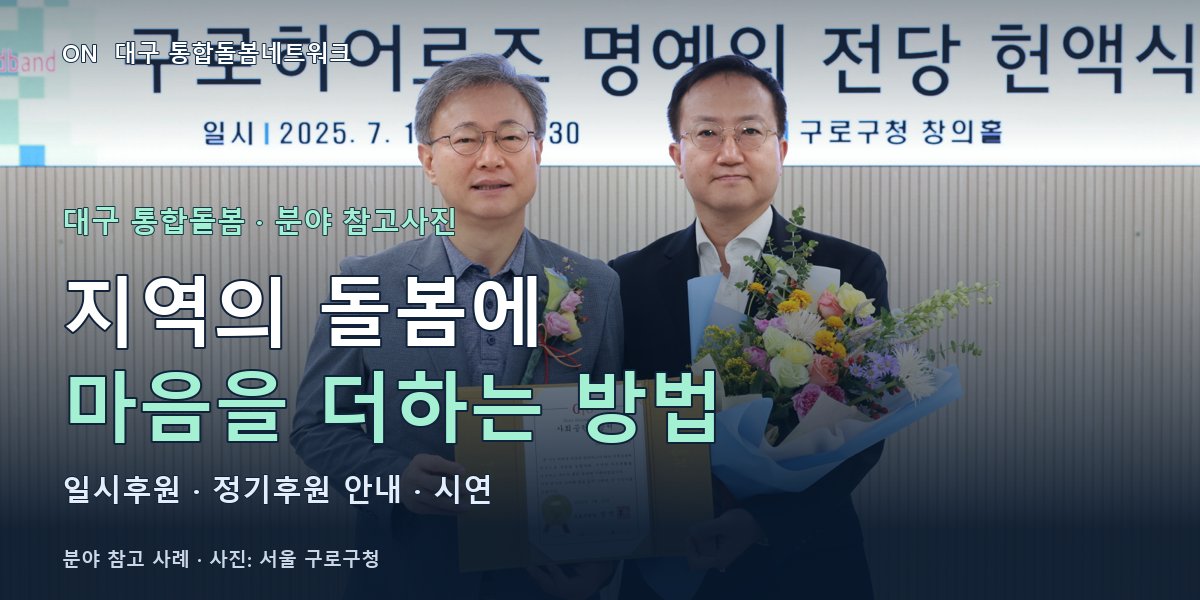 구로히어로즈 명예의 전당 헌액식
dband
ON 대구 통합돌봄네트워크
일시 2025. 7. 1 30 구로구청 창의홀
대구 통합돌봄 · 분야 참고사진
지역의 돌봄에
마음을 더하는 방법
일시후원 · 정기후원 안내 · 시연
분야 참고 사례 · 사진: 서울 구로구청